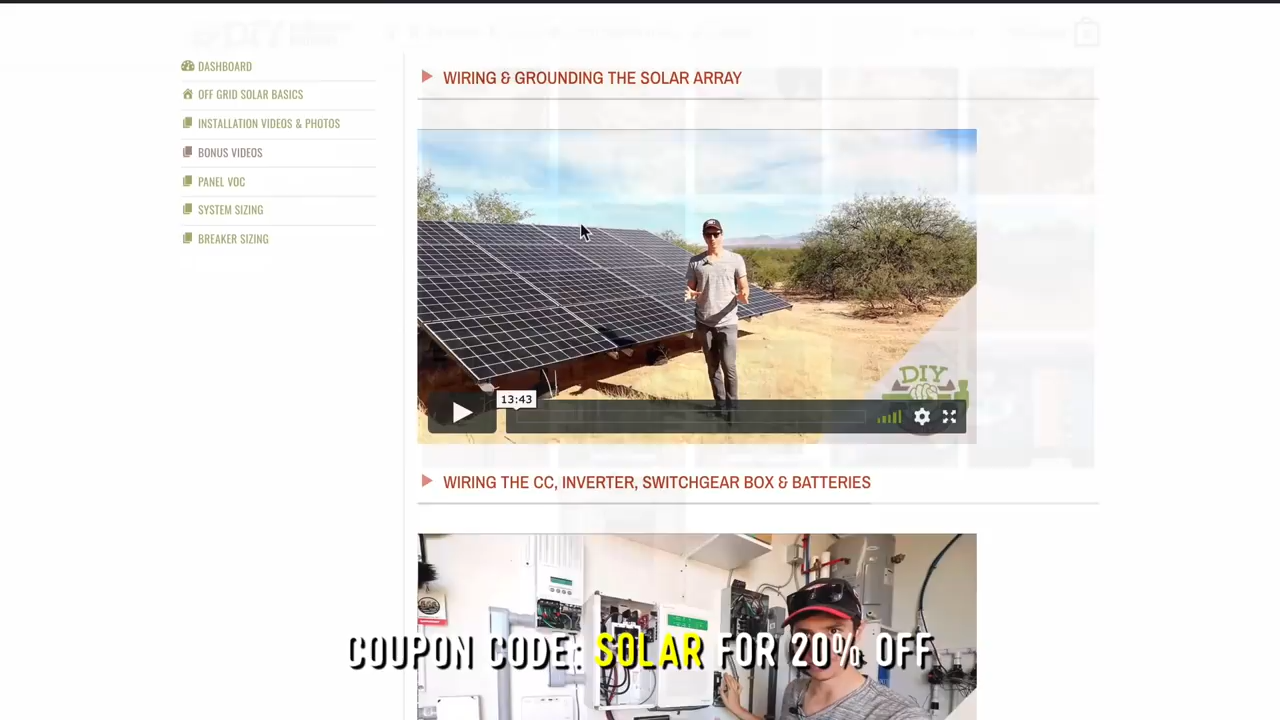 DASHBOARD
OFF GRID SOLAR BASICS
INSTALLATION VIDEOS & PHOTOS
BONUS VIDEOS
PANEL VOC
SYSTEM SIZING
BREAKER SIZING
WIRING & GROUNDING THE SOLAR ARRAY
DIY
13:43
WIRING THE CC, INVERTER, SWITCHGEAR BOX & BATTERIES
COUPON CODE: SOLAR FOR 20% OFF